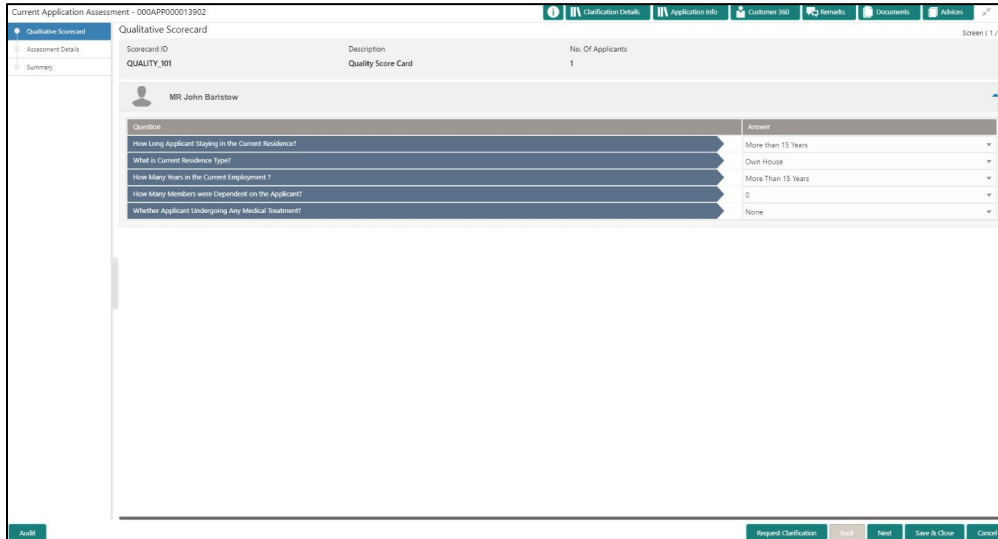 Current Application Assessment - 000APP000013902
i Clarification Details Application Info Customer 360 Remarks Documents Advices
Qualitative Scorecard
Assessment Details
Summary
Qualitative Scorecard
Screen ( 1 /
Scorecard ID Description No. Of Applicants
QUALITY_101 Quality Score Card 1
MR John Baristow
Question Answer
How Long Applicant Staying in the Current Residence? More than 15 Years
What is Current Residence Type? Own House
How Many Years in the Current Employment ? More Than 15 Years
How Many Members were Dependent on the Applicant? 0
Whether Applicant Undergoing Any Medical Treatment? None
Audit Request Clarification Back Next Save & Close Cancel